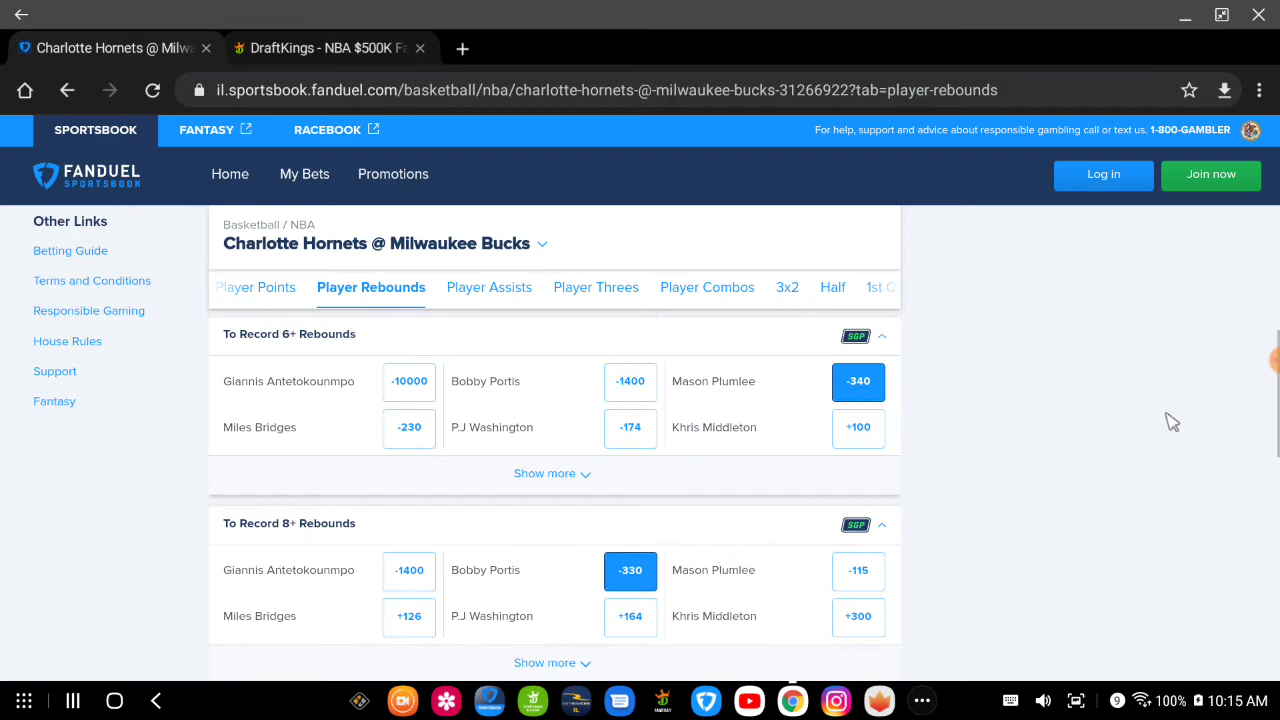 Charlotte Hornets @ Milwa
DraftKings - NBA $500K Fa
il.sportsbook.fanduel.com/basketball/nba/charlotte-hornets-@-milwaukee-bucks-31266922?tab=player-rebounds
SPORTSBOOK FANTASY RACEBOOK For help, support and advice about responsible gambling call or text us. 1-800-GAMBLER
FANDUEL
SPORTSBOOK
Home My Bets Promotions Log in Join now
Other Links
Betting Guide
Terms and Conditions
Responsible Gaming
House Rules
Support
Fantasy
Basketball / NBA
Charlotte Hornets @ Milwaukee Bucks
Player Points Player Rebounds Player Assists Player Threes Player Combos 3x2 Half 1st Q
To Record 6+ Rebounds SGP
Giannis Antetokounmpo -10000 Bobby Portis -1400 Mason Plumlee -340
Miles Bridges -230 P.J Washington -174 Khris Middleton +100
Show more
To Record 8+ Rebounds SGP
Giannis Antetokounmpo -1400 Bobby Portis -330 Mason Plumlee -115
Miles Bridges +126 P.J Washington +164 Khris Middleton +300
Show more
9 100% 10:15 AM